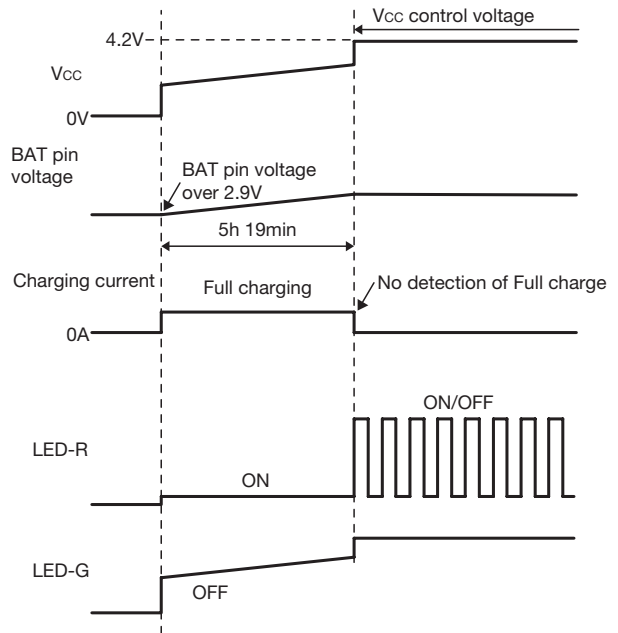 Vcc control voltage
4.2V
Vcc
0V
BAT pin
voltage
BAT pin voltage
over 2.9V
5h 19min
Charging current
Full charging
No detection of Full charge
0A
ON/OFF
LED-R
ON
LED-G
OFF